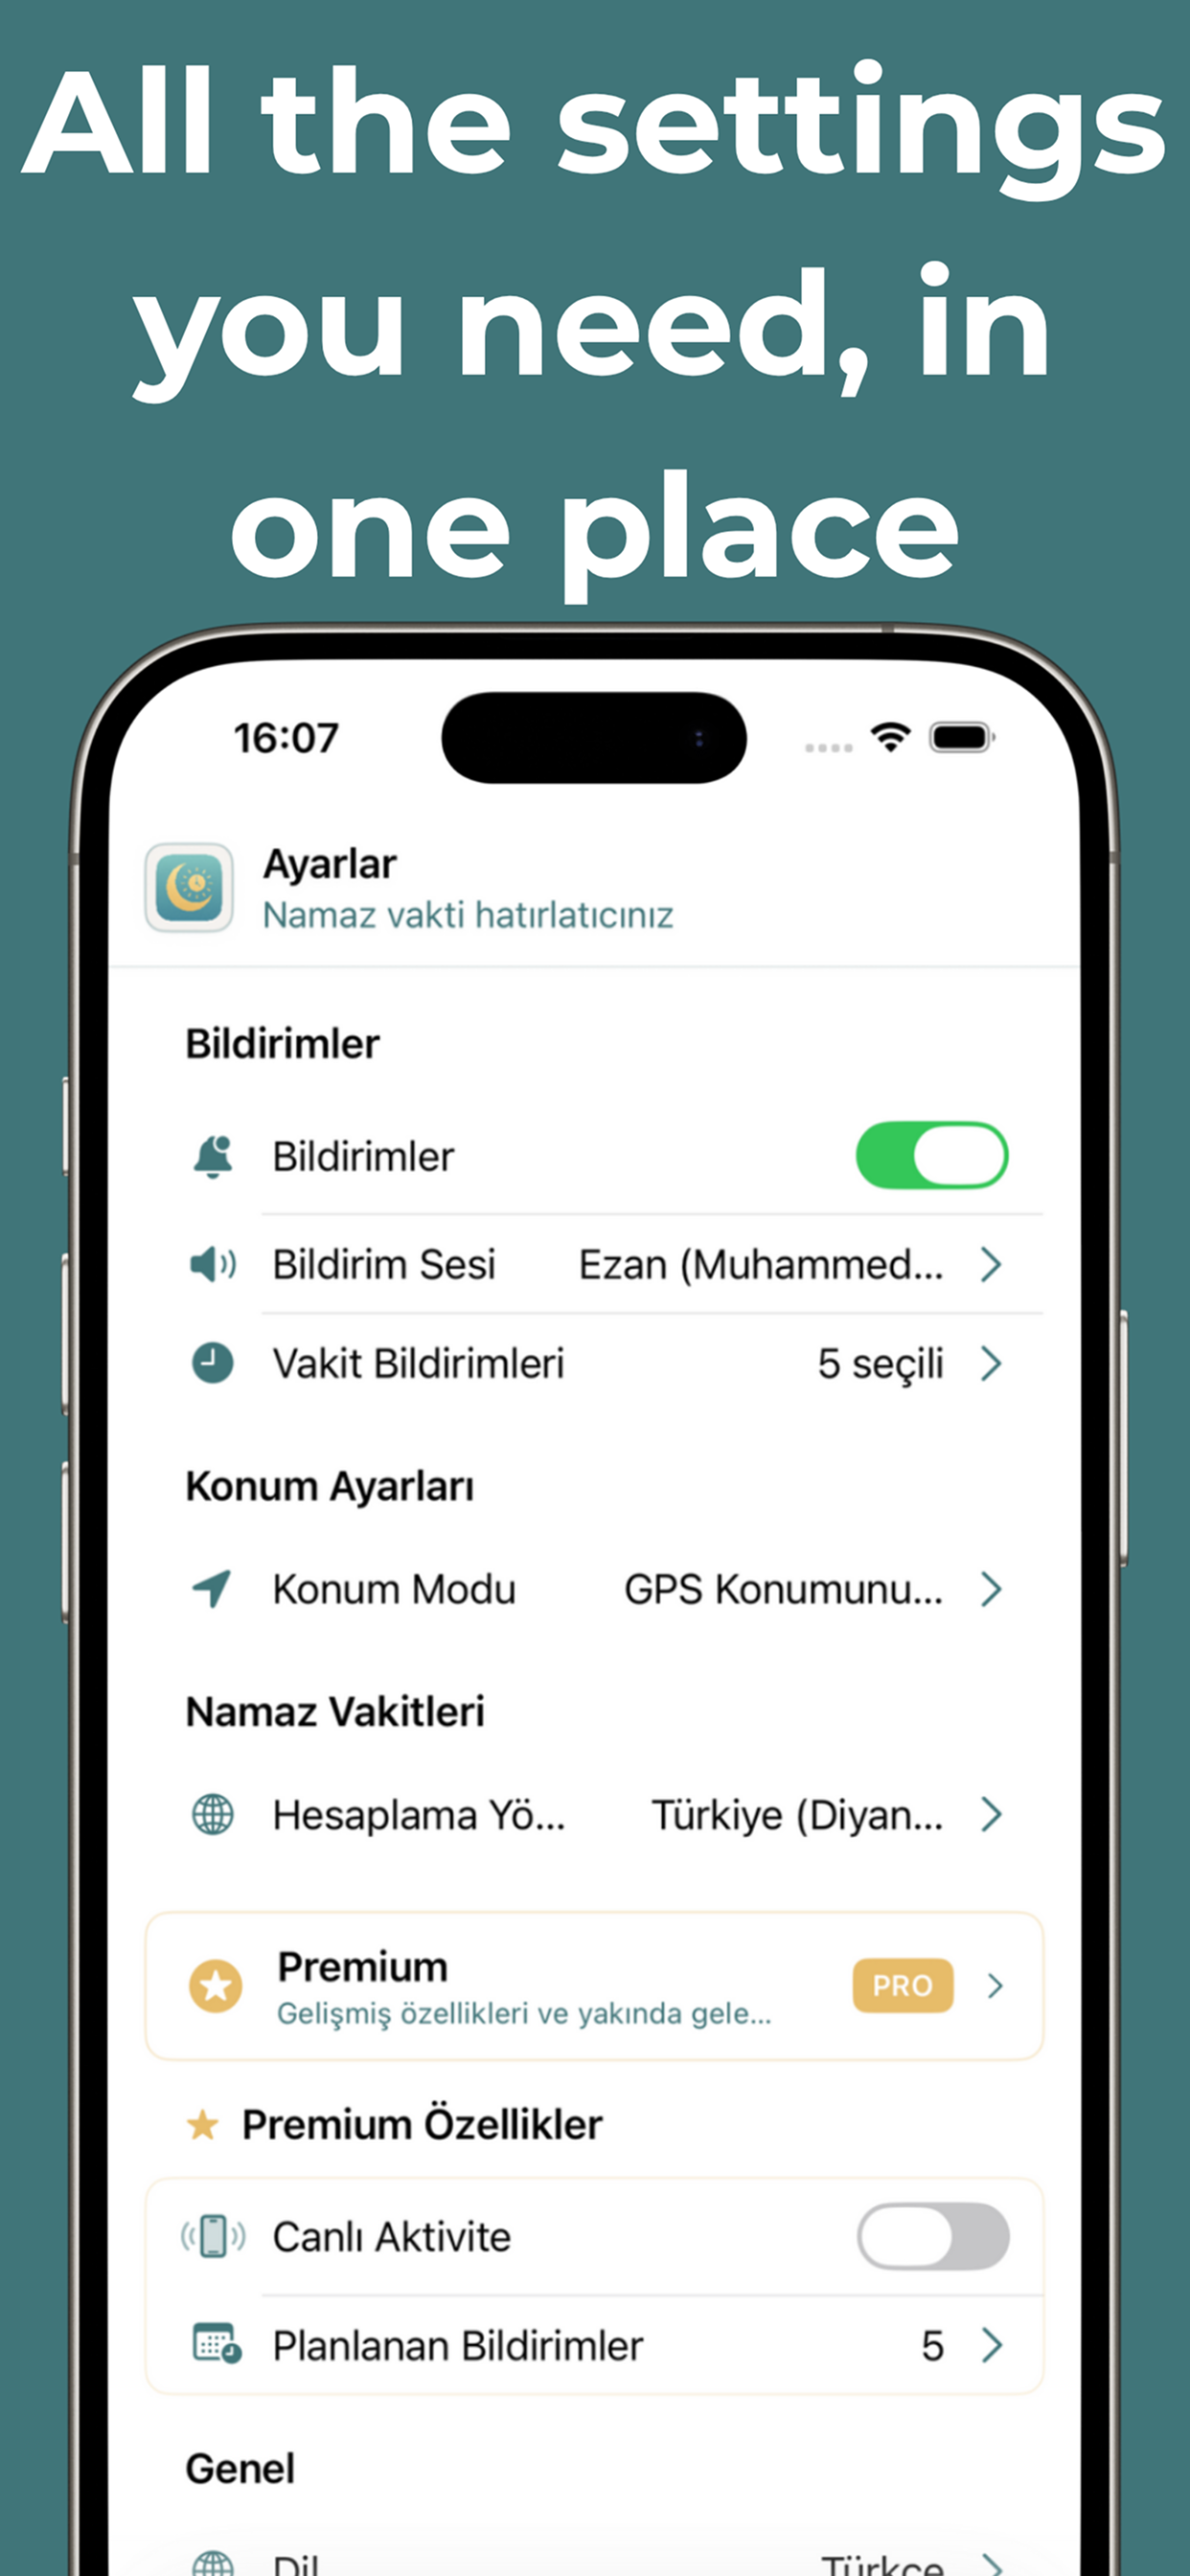 All the settings
you need, in
one place
16:07
Ayarlar
Namaz vakti hatırlatıcınız
Bildirimler
Bildirimler
Bildirim Sesi Ezan (Muhammed...
Vakit Bildirimleri 5 seçili
Konum Ayarları
Konum Modu GPS Konumunu...
Namaz Vakitleri
Hesaplama Yö... Türkiye (Diyan...
Premium
PRO
Gelişmiş özellikleri ve yakında gele...
Premium Özellikler
Canlı Aktivite
Planlanan Bildirimler 5
Genel
Dil Türkçe